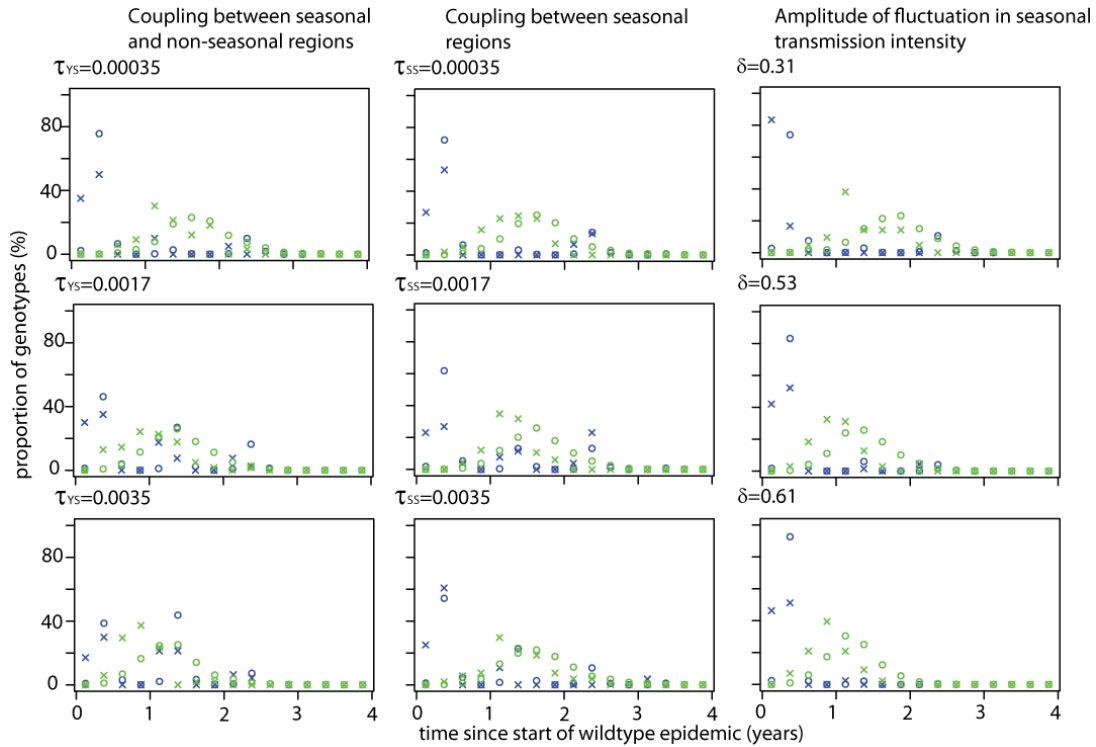 Coupling between seasonal
and non-seasonal regions
Coupling between seasonal
regions
Amplitude of fluctuation in seasonal
transmission intensity
τYS=0.00035
τSS=0.00035
δ=0.31
80
40
0
τYS=0.0017
τSS=0.0017
δ=0.53
80
40
0
τYS=0.0035
τSS=0.0035
δ=0.61
80
40
0
proportion of genotypes (%)
0 1 2 3 4
0 1 2 3 4
0 1 2 3 4
time since start of wildtype epidemic (years)